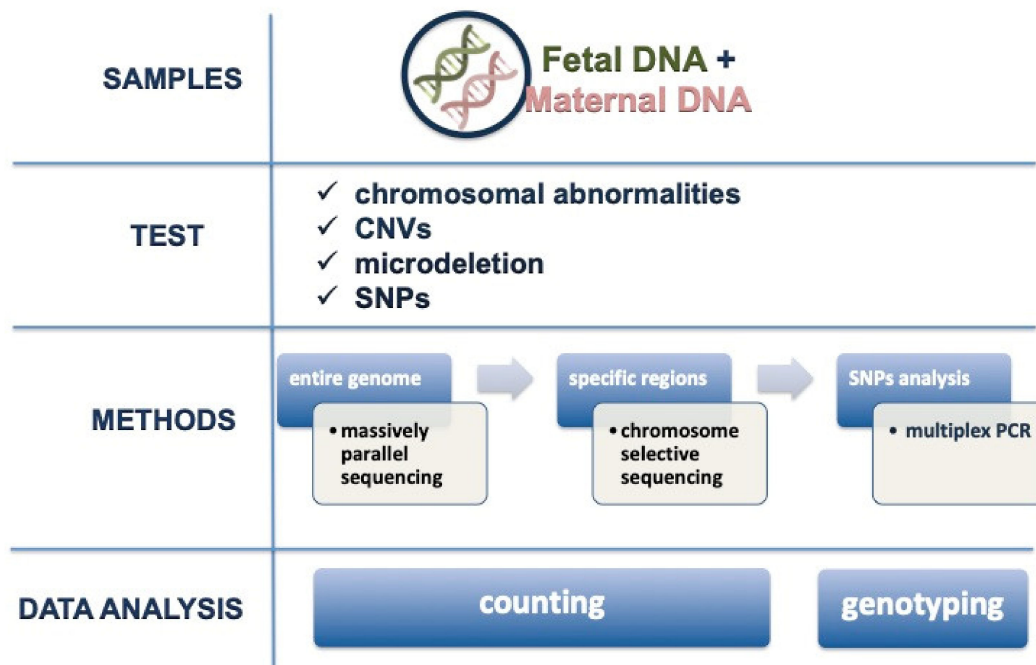 SAMPLES
Fetal DNA +
Maternal DNA
TEST
✓ chromosomal abnormalities
✓ CNVs
✓ microdeletion
✓ SNPs
METHODS
entire genome
• massively
parallel
sequencing
specific regions
• chromosome
selective
sequencing
SNPs analysis
• multiplex PCR
DATA ANALYSIS
counting
genotyping